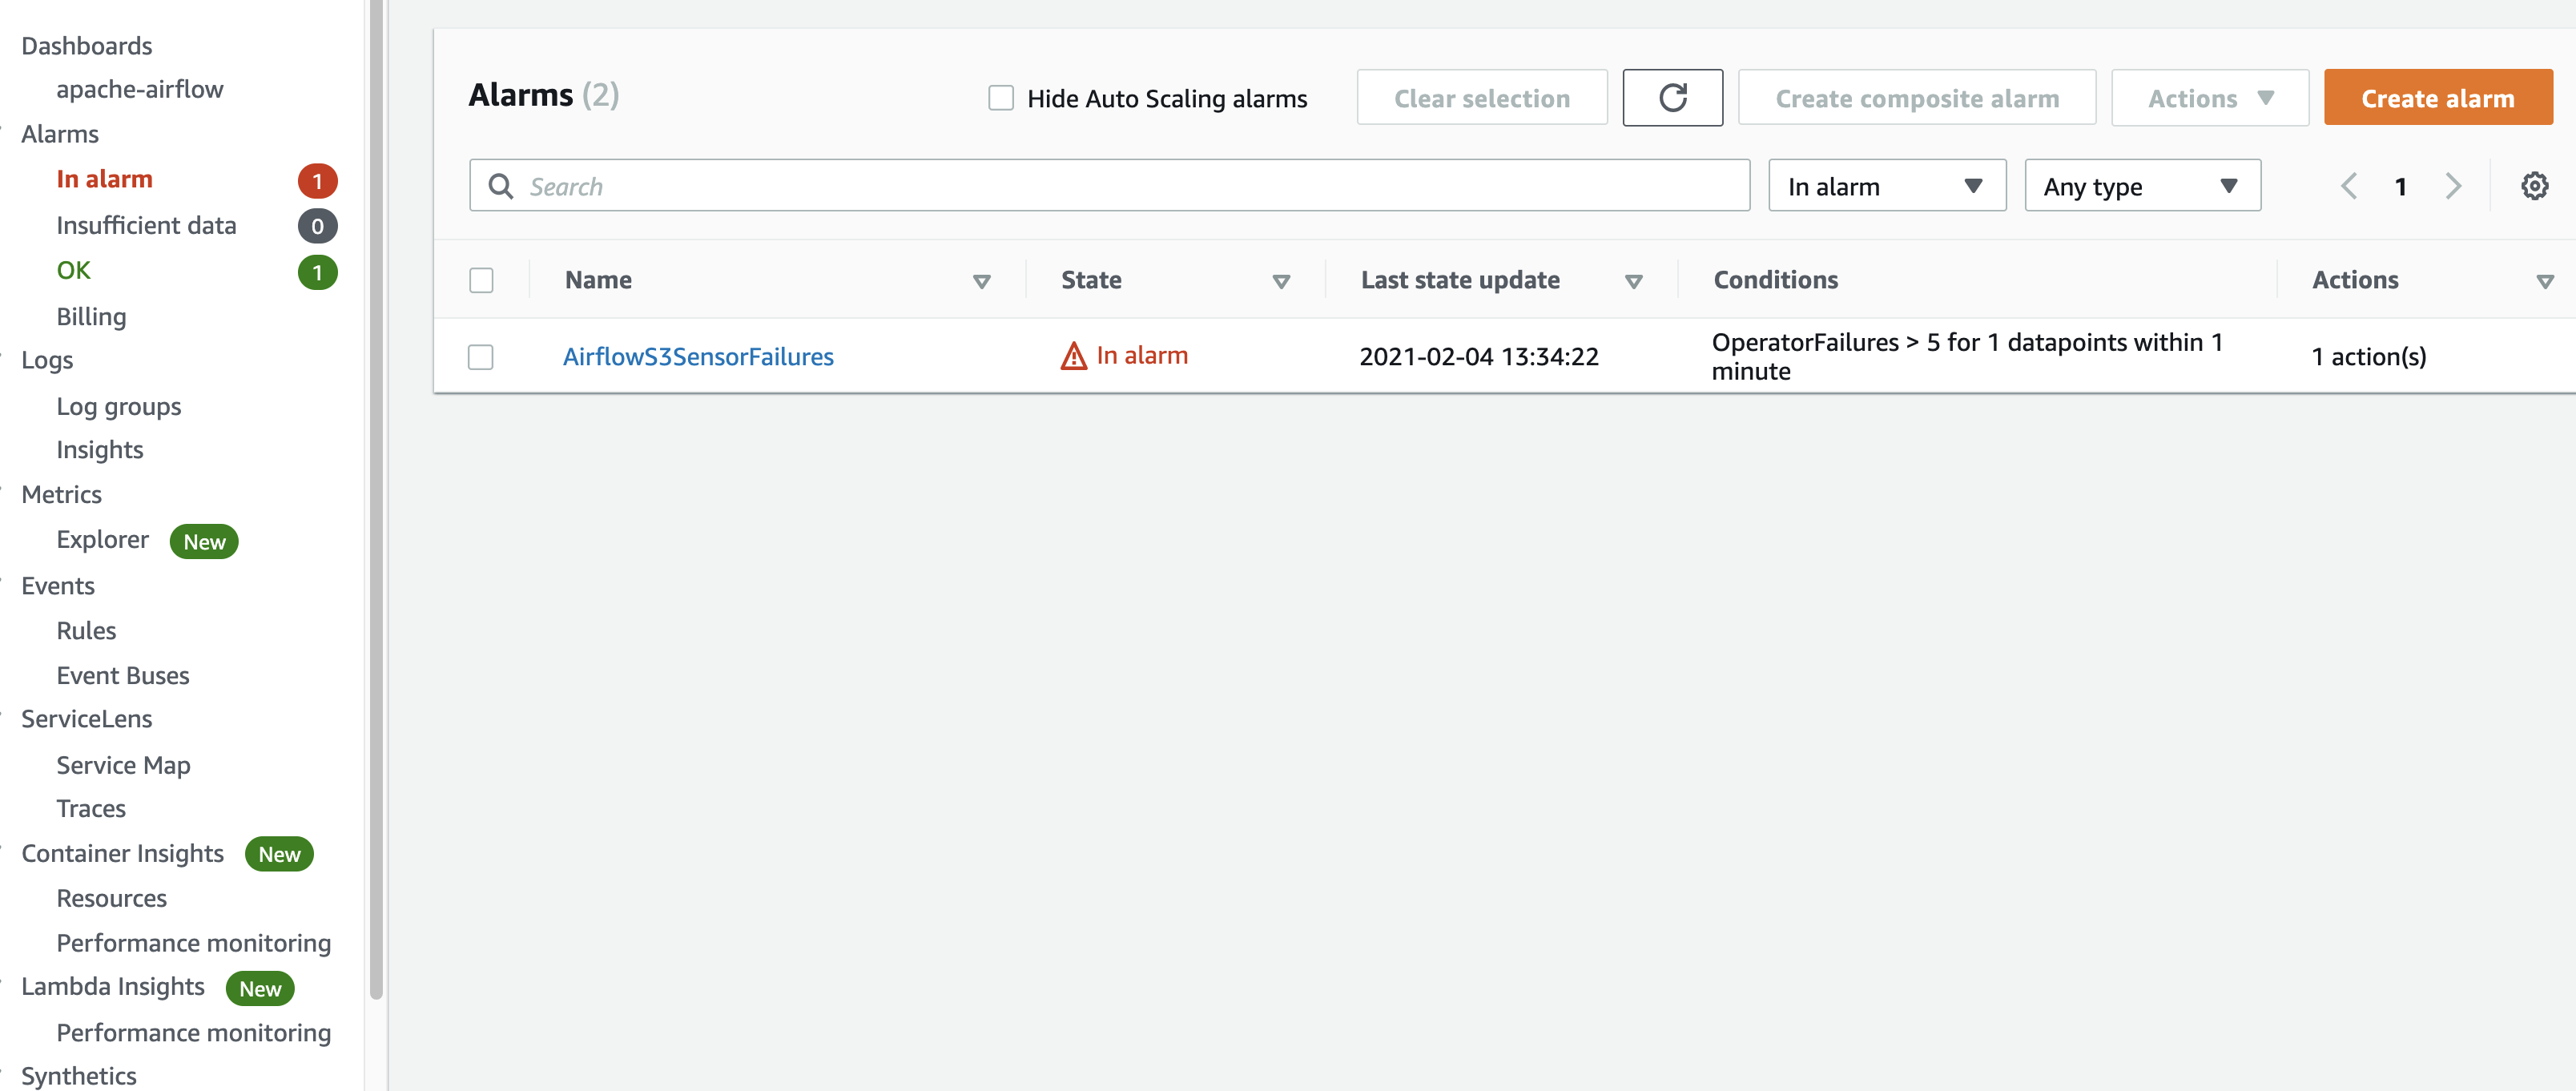 Dashboards
apache-airflow
Alarms
In alarm 1
Insufficient data 0
OK 1
Billing
Logs
Log groups
Insights
Metrics
Explorer New
Events
Rules
Event Buses
ServiceLens
Service Map
Traces
Container Insights New
Resources
Performance monitoring
Lambda Insights New
Performance monitoring
Synthetics
Alarms (2)
Hide Auto Scaling alarms
Clear selection
Create composite alarm
Actions
Create alarm
Search
In alarm
Any type
1
Name State Last state update Conditions Actions
AirflowS3SensorFailures In alarm 2021-02-04 13:34:22 OperatorFailures > 5 for 1 datapoints within 1
minute
1 action(s)